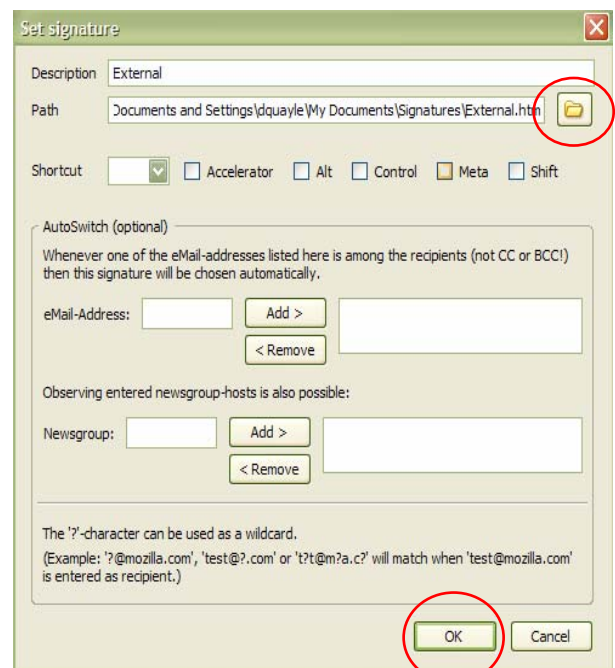 Set signature
Description External
Path Documents and Settings\dquayle\My Documents\Signatures\External.htm
Shortcut Accelerator Alt Control Meta Shift
AutoSwitch (optional)
Whenever one of the eMail-addresses listed here is among the recipients (not CC or BCC!)
then this signature will be chosen automatically.
eMail-Address: Add >
< Remove
Observing entered newsgroup-hosts is also possible:
Newsgroup: Add >
< Remove
The '?'-character can be used as a wildcard.
(Example: '?@mozilla.com', 'test@?.com' or 't?t@m?a.c?' will match when 'test@mozilla.com'
is entered as recipient.)
OK Cancel